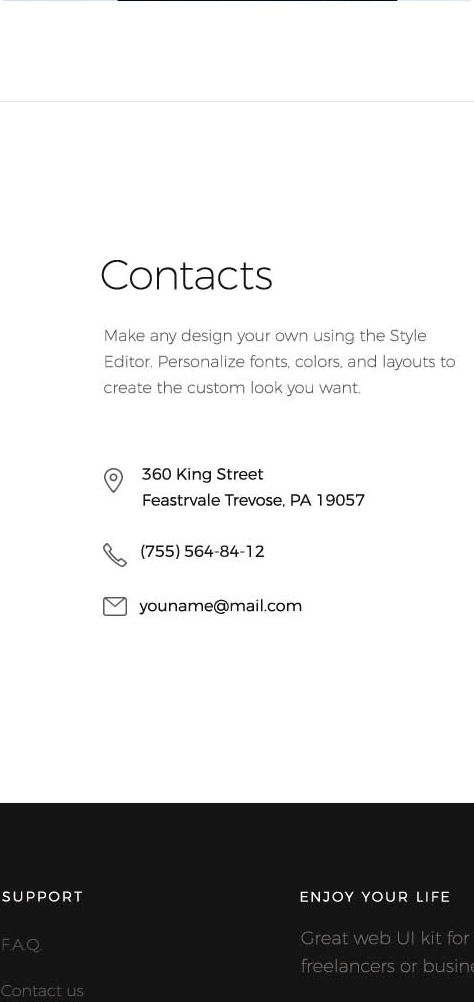 Contacts
Make any design your own using the Style
Editor. Personalize fonts, colors, and layouts to
create the custom look you want.
360 King Street
Feastrvale Trevose, PA 19057
(755) 564-84-12
youname@mail.com
SUPPORT
F.A.Q.
Contact us
ENJOY YOUR LIFE
Great web UI kit for
freelancers or busine